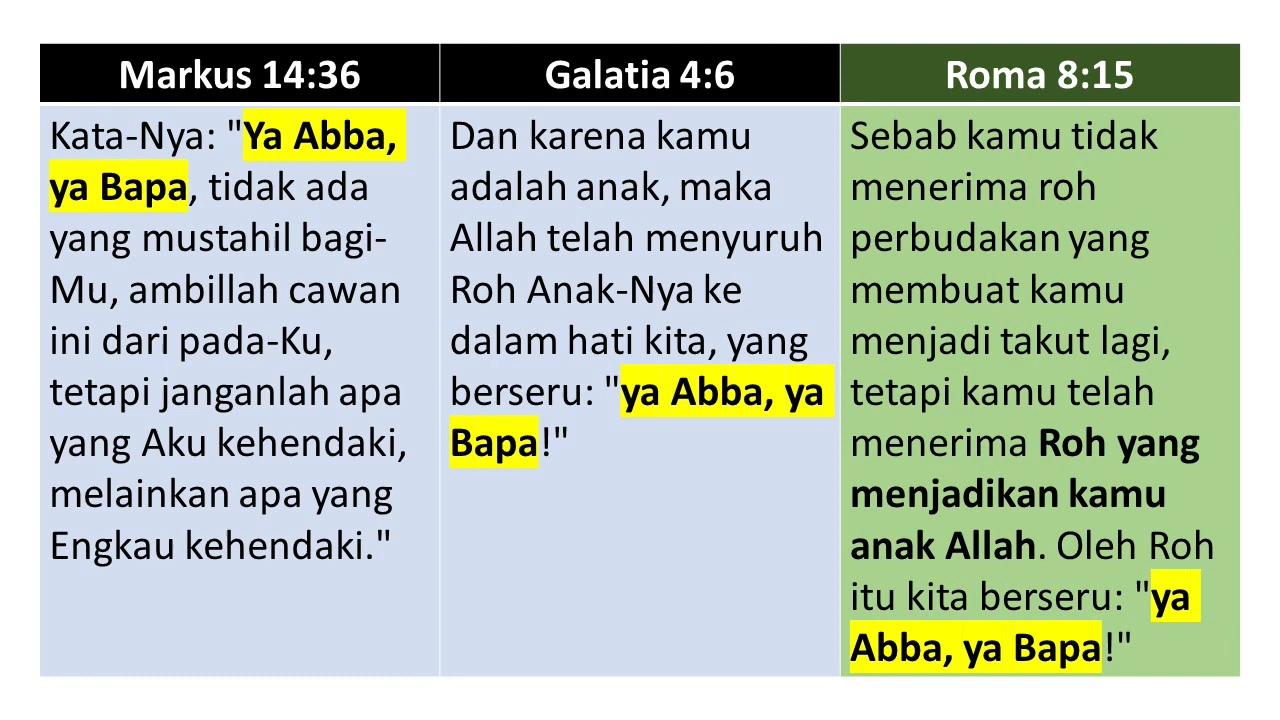 Markus 14:36
Kata-Nya: "Ya Abba,
ya Bapa, tidak ada
yang mustahil bagi-
Mu, ambillah cawan
ini dari pada-Ku,
tetapi janganlah apa
yang Aku kehendaki,
melainkan apa yang
Engkau kehendaki."
Galatia 4:6
Dan karena kamu
adalah anak, maka
Allah telah menyuruh
Roh Anak-Nya ke
dalam hati kita, yang
berseru: "ya Abba, ya
Bapa!"
Roma 8:15
Sebab kamu tidak
menerima roh
perbudakan yang
membuat kamu
menjadi takut lagi,
tetapi kamu telah
menerima Roh yang
menjadikan kamu
anak Allah. Oleh Roh
itu kita berseru: "ya
Abba, ya Bapa!"